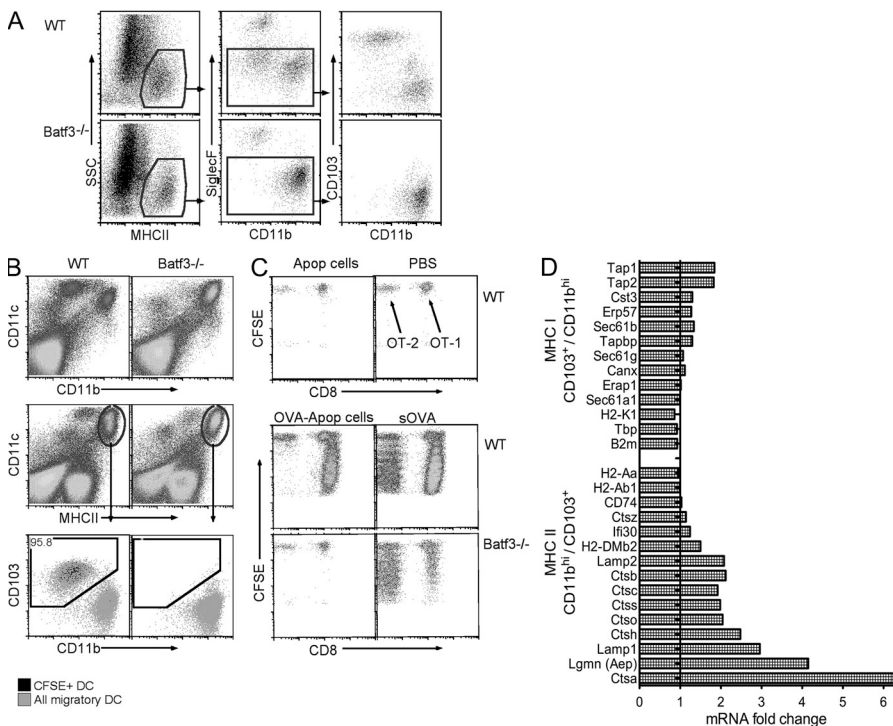 A
WT
Batf3-/-
SSC
MHCII
SiglecF
CD11b
CD103
CD11b
B
WT
Batf3-/-
CD11c
CD11b
CD11c
MHCII
95.8
CD103
CD11b
CFSE+ DC
All migratory DC
C
Apop cells
PBS
WT
CFSE
OT-2
OT-1
CD8
OVA-Apop cells
sOVA
WT
Batf3-/-
CFSE
CD8
D
MHC I
CD103+ / CD11bhi
Tap1
Tap2
Cst3
Erp57
Sec61b
Tapbp
Sec61g
Canx
Erap1
Sec61a1
H2-K1
Tbp
B2m
MHC II
CD11bhi / CD103+
H2-Aa
H2-Ab1
CD74
Ctsz
Ifi30
H2-DMb2
Lamp2
Ctsb
Ctsc
Ctss
Ctso
Ctsh
Lamp1
Lgmn (Aep)
Ctsa
0 1 2 3 4 5 6
mRNA fold change